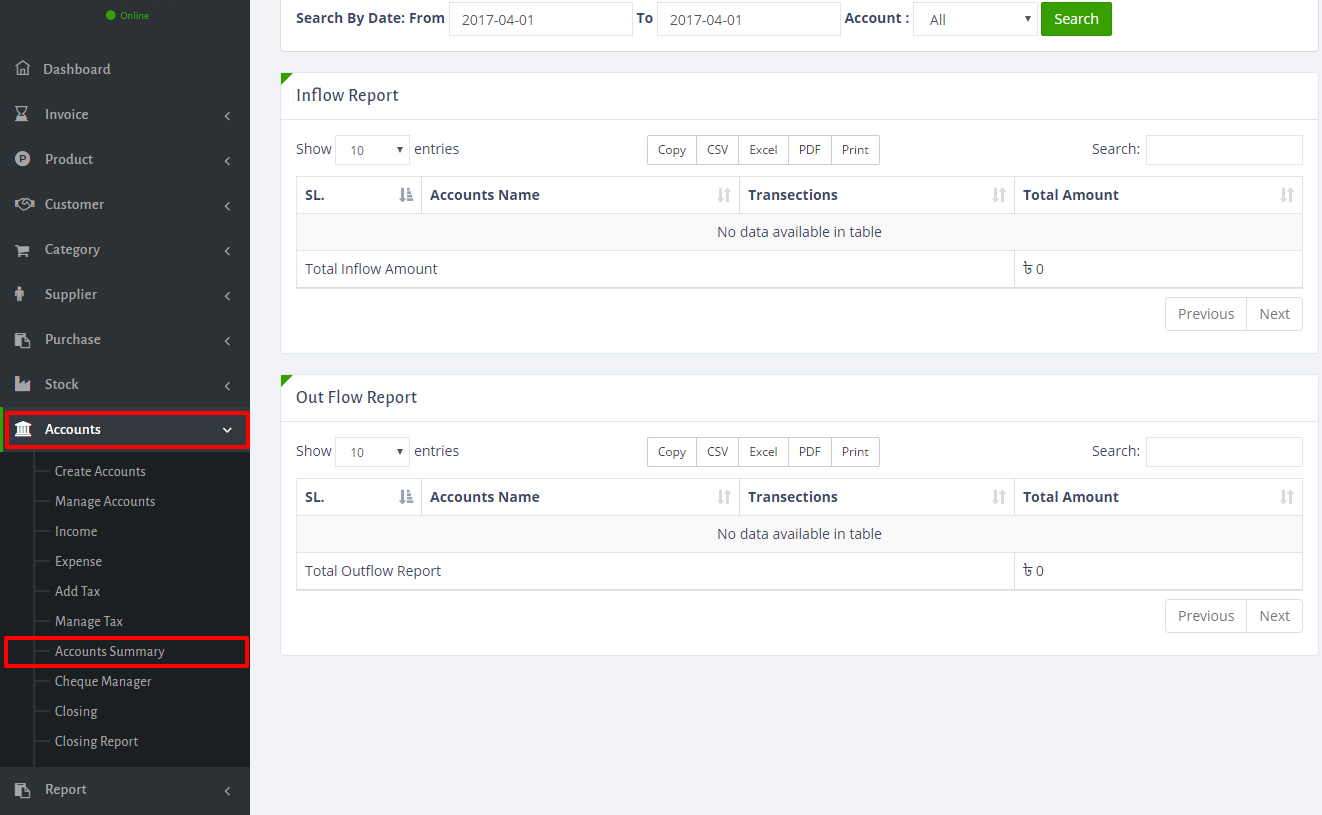 Online
Dashboard
Invoice
Product
Customer
Category
Supplier
Purchase
Stock
Accounts
Create Accounts
Manage Accounts
Income
Expense
Add Tax
Manage Tax
Accounts Summary
Cheque Manager
Closing
Closing Report
Report
Search By Date: From 2017-04-01 To 2017-04-01 Account : All Search
Inflow Report
Show 10 entries Copy CSV Excel PDF Print Search:
SL. Accounts Name Transections Total Amount
No data available in table
Total Inflow Amount ৳ 0
Previous Next
Out Flow Report
Show 10 entries Copy CSV Excel PDF Print Search:
SL. Accounts Name Transections Total Amount
No data available in table
Total Outflow Report ৳ 0
Previous Next